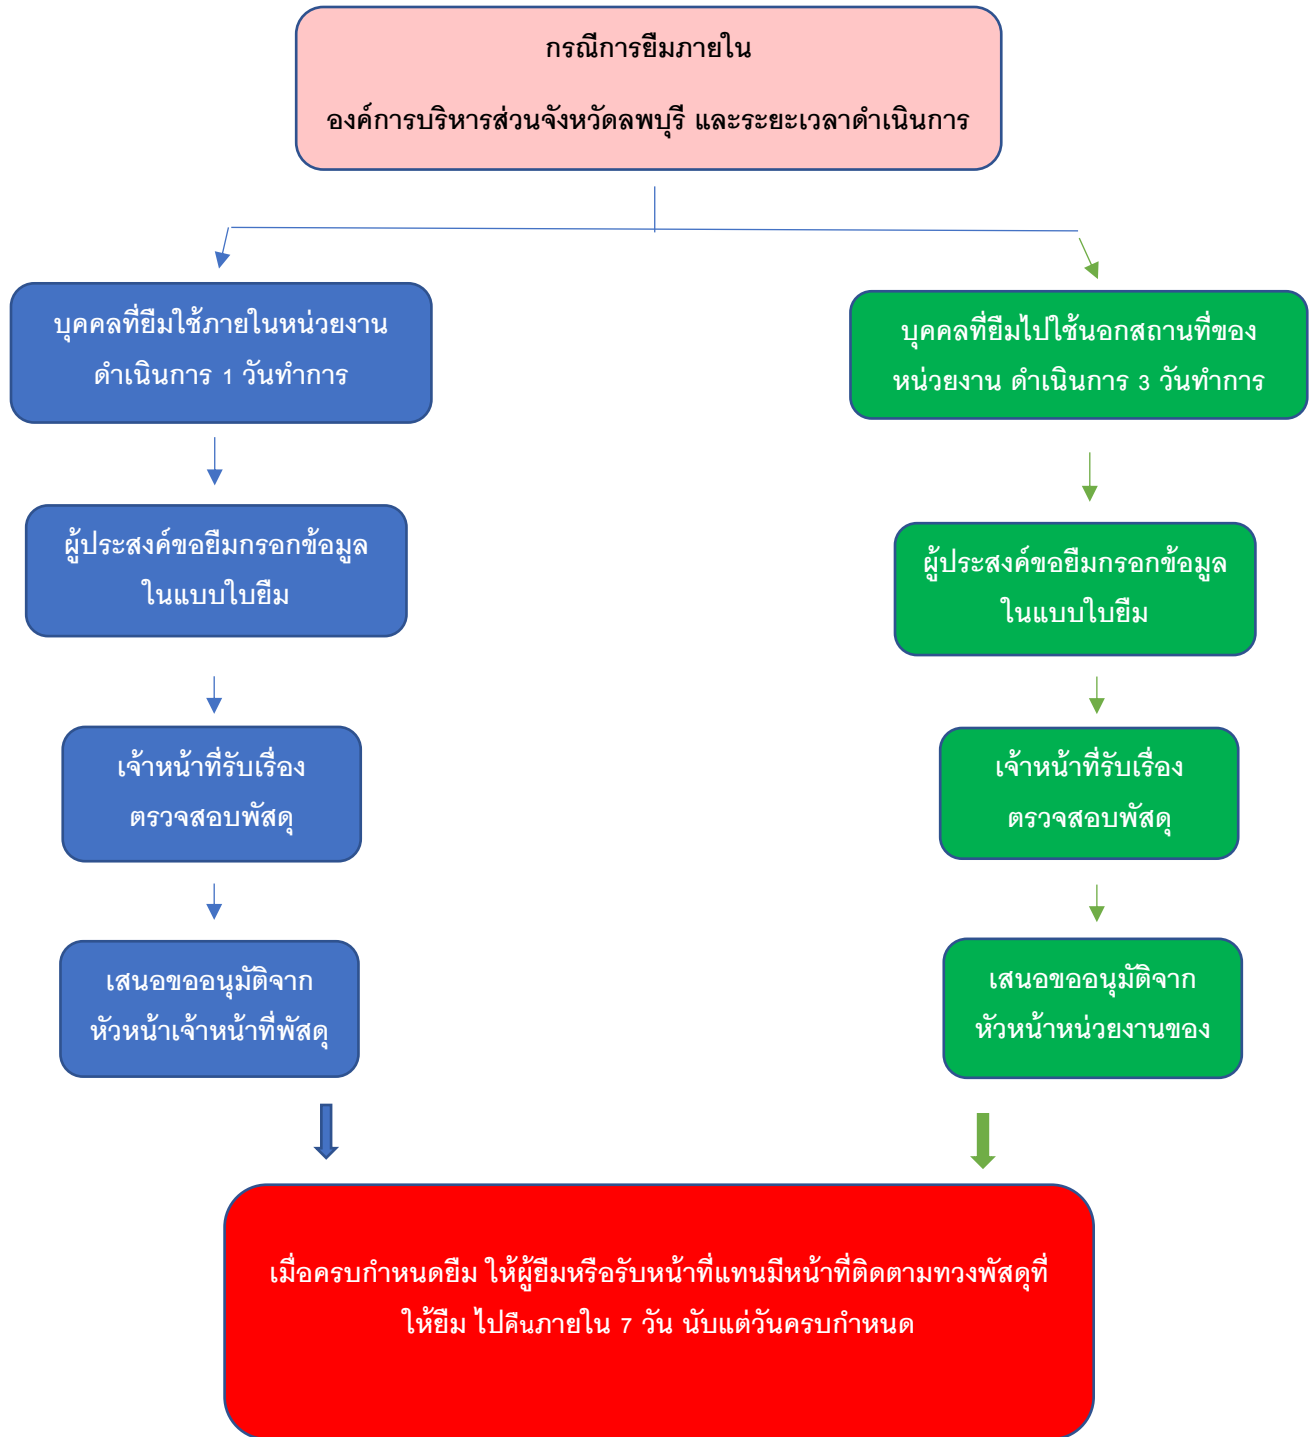 กรณีการยืมภายใน
องค์การบริหารส่วนจังหวัดลพบุรี และระยะเวลาดำเนินการ
บุคคลที่ยืมใช้ภายในหน่วยงาน
ดำเนินการ 1 วันทำการ
บุคคลที่ยืมไปใช้นอกสถานที่ของ
หน่วยงาน ดำเนินการ 3 วันทำการ
ผู้ประสงค์ขอยืมกรอกข้อมูล
ในแบบใบยืม
ผู้ประสงค์ขอยืมกรอกข้อมูล
ในแบบใบยืม
เจ้าหน้าที่รับเรื่อง
ตรวจสอบพัสดุ
เจ้าหน้าที่รับเรื่อง
ตรวจสอบพัสดุ
เสนอขออนุมัติจาก
หัวหน้าเจ้าหน้าที่พัสดุ
เสนอขออนุมัติจาก
หัวหน้าหน่วยงานของ
เมื่อครบกำหนดยืม ให้ผู้ยืมหรือรับหน้าที่แทนมีหน้าที่ติดตามทวงพัสดุที่
ให้ยืม ไปคืนภายใน 7 วัน นับแต่วันครบกำหนด